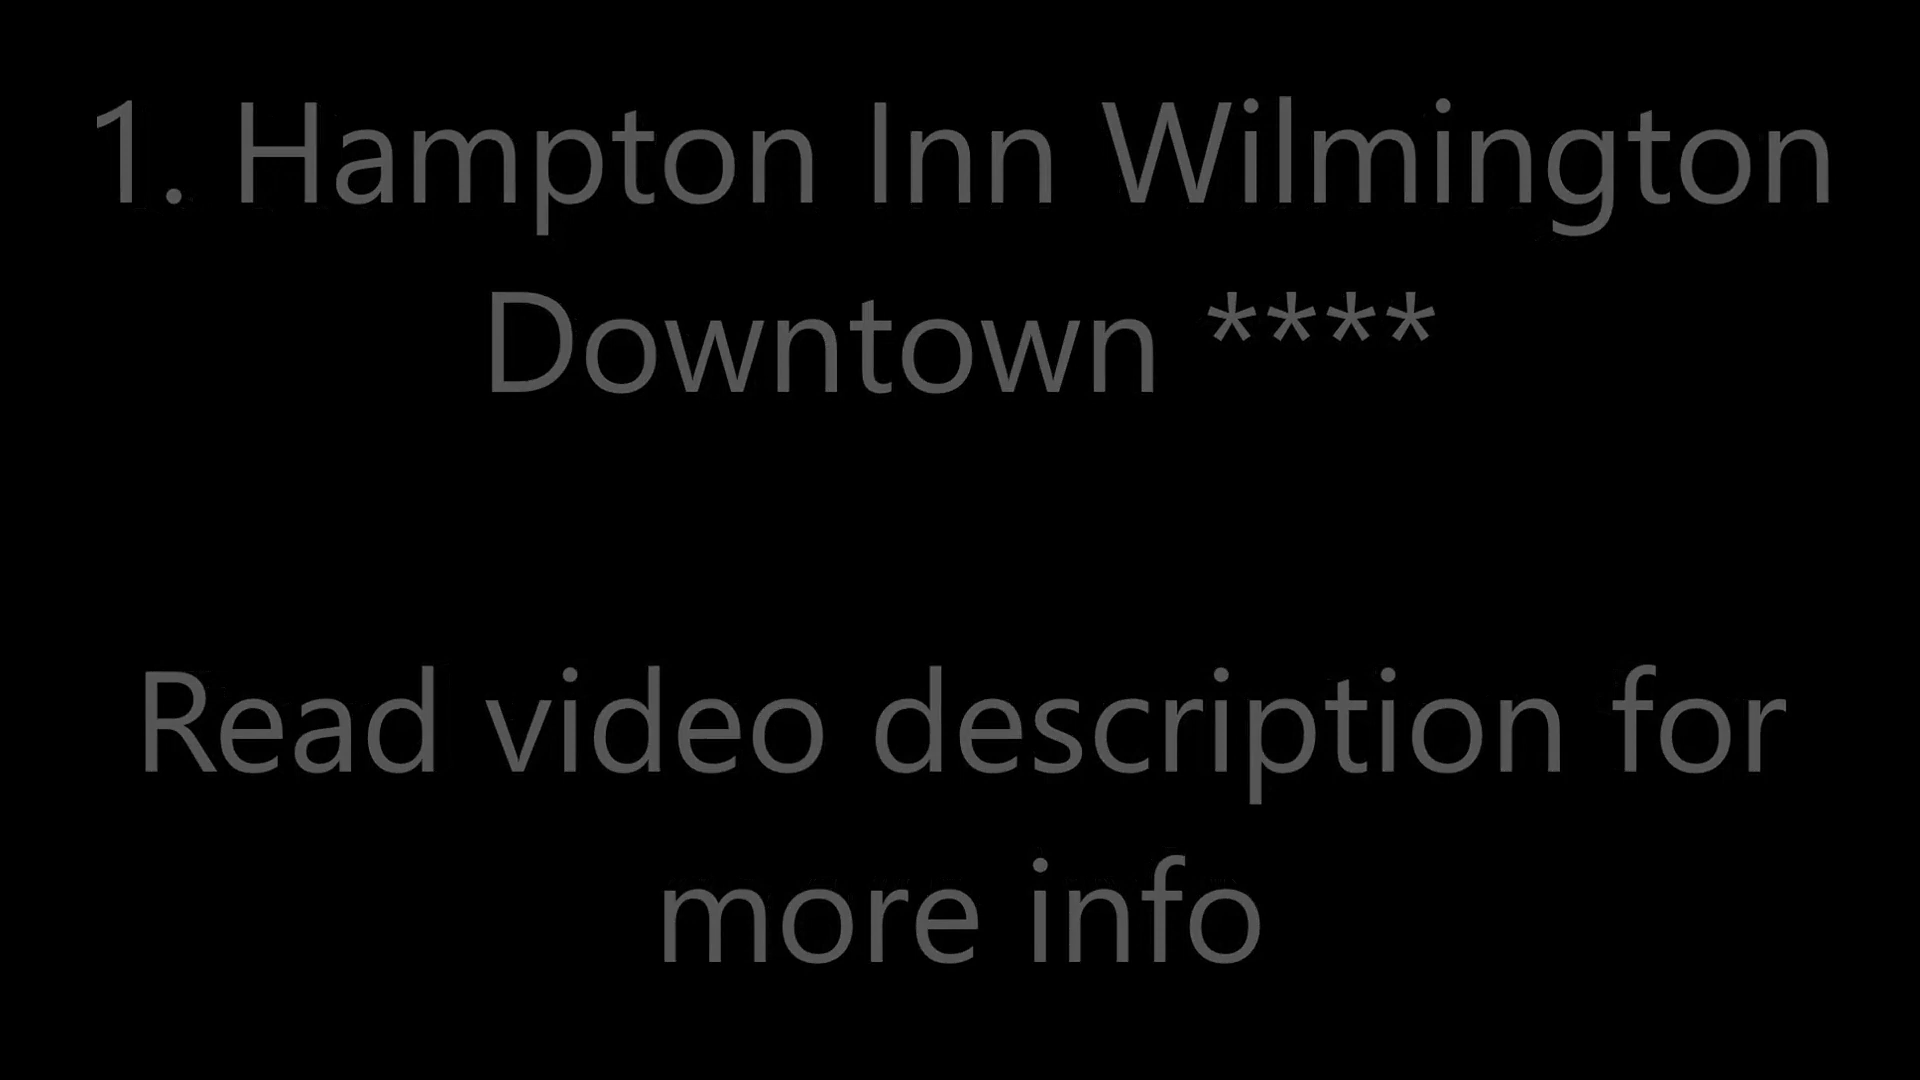 1. Hampton Inn Wilmington
Downtown ****
Read video description for
more info